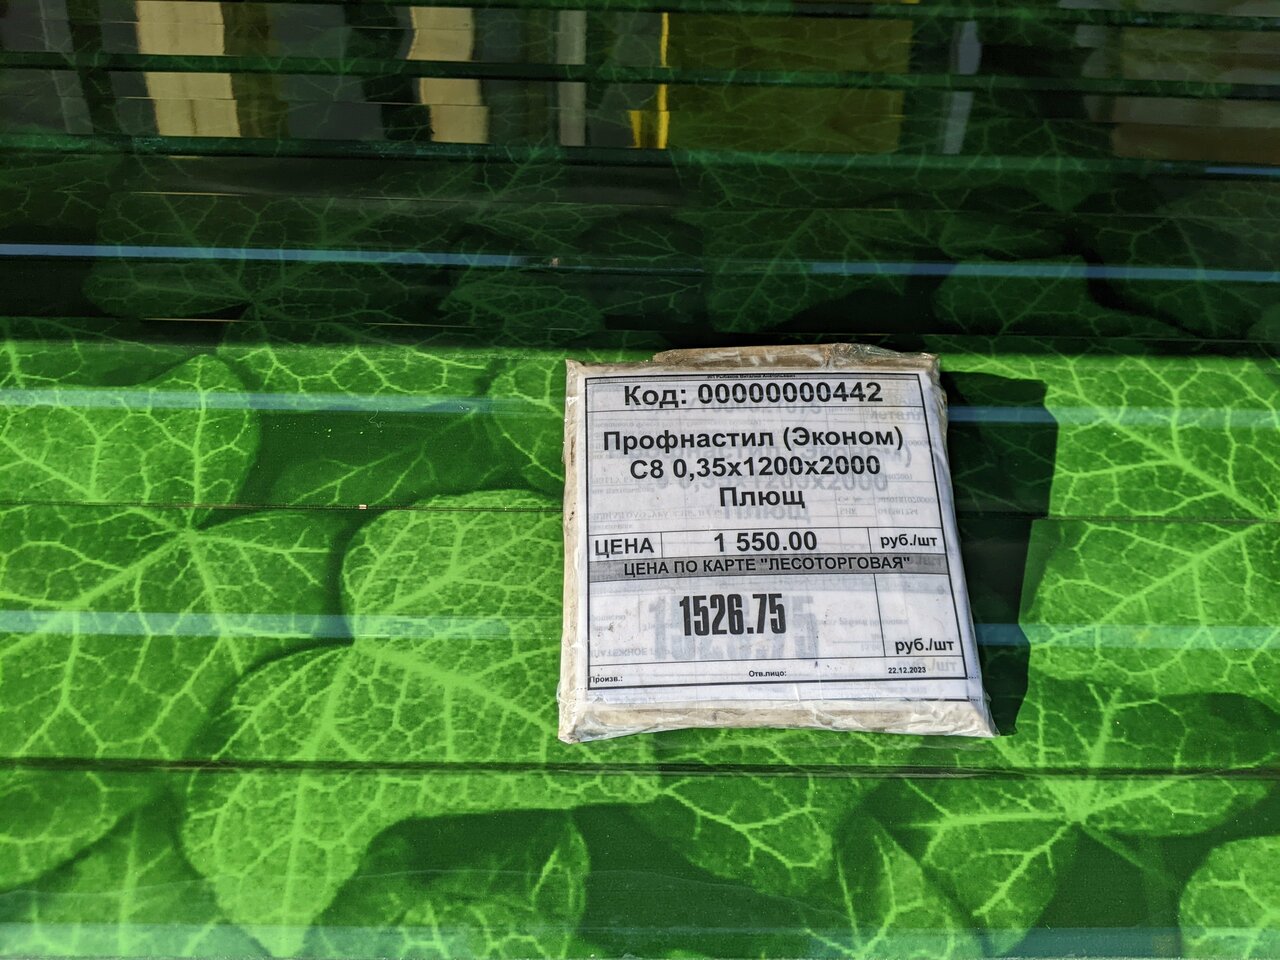 Код: 00000000442
Профнастил (Эконом)
С8 0,35х1200х2000
Плющ
ЦЕНА 1 550.00 руб./шт
ЦЕНА ПО КАРТЕ "ЛЕСОТОРГОВАЯ"
1526.75
руб./шт
Произв.: Отв.лицо: 22.12.2023